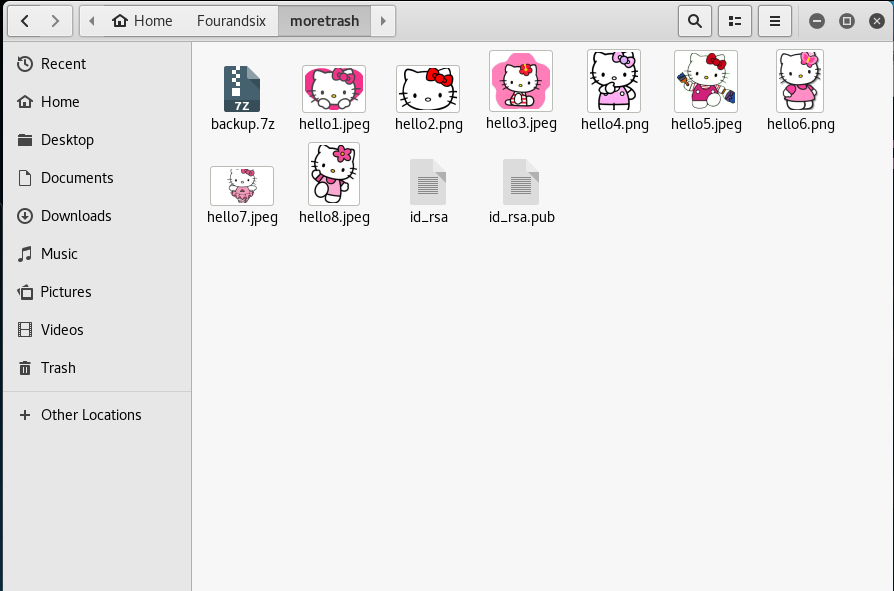 Home Fourandsix moretrash
Recent
Home
Desktop
Documents
Downloads
Music
Pictures
Videos
Trash
Other Locations
7Z
backup.7z hello1.jpeg hello2.png hello3.jpeg hello4.png hello5.jpeg hello6.png
hello7.jpeg hello8.jpeg id_rsa id_rsa.pub